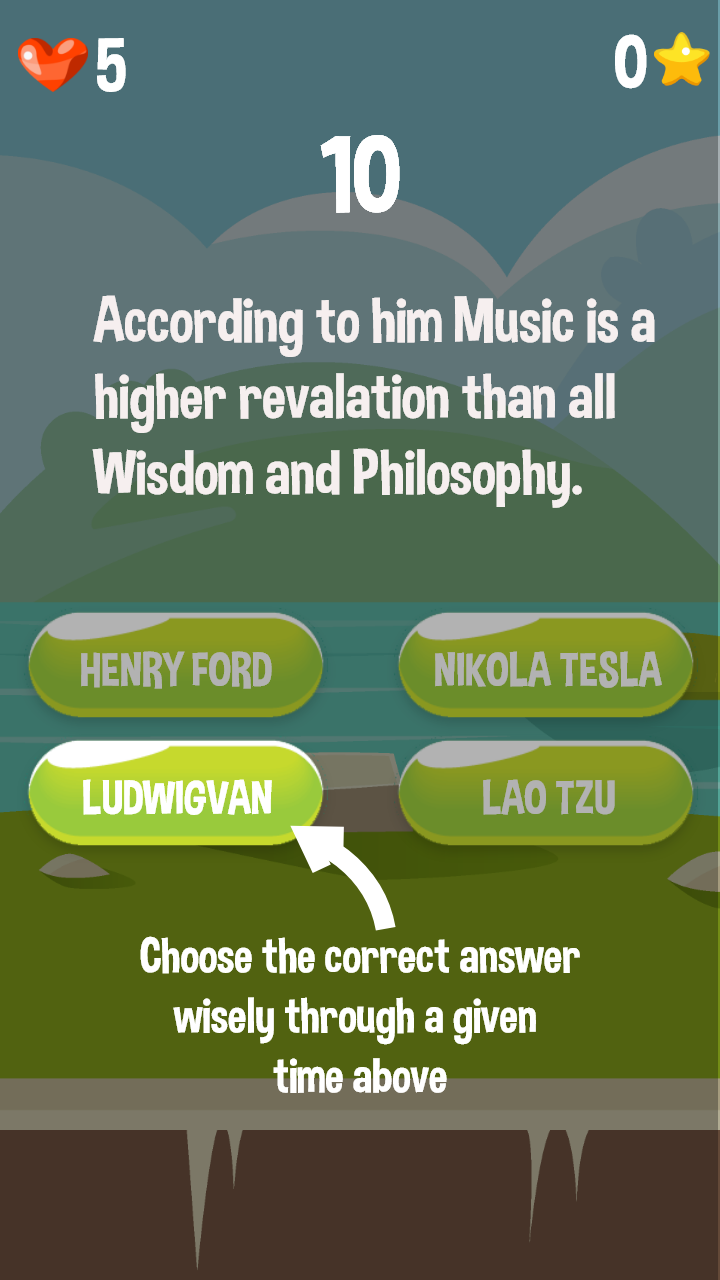 5
0
10
According to him Music is a
higher revalation than all
Wisdom and Philosophy.
HENRY FORD
NIKOLA TESLA
LUDWIGVAN
LAO TZU
Choose the correct answer
wisely through a given
time above